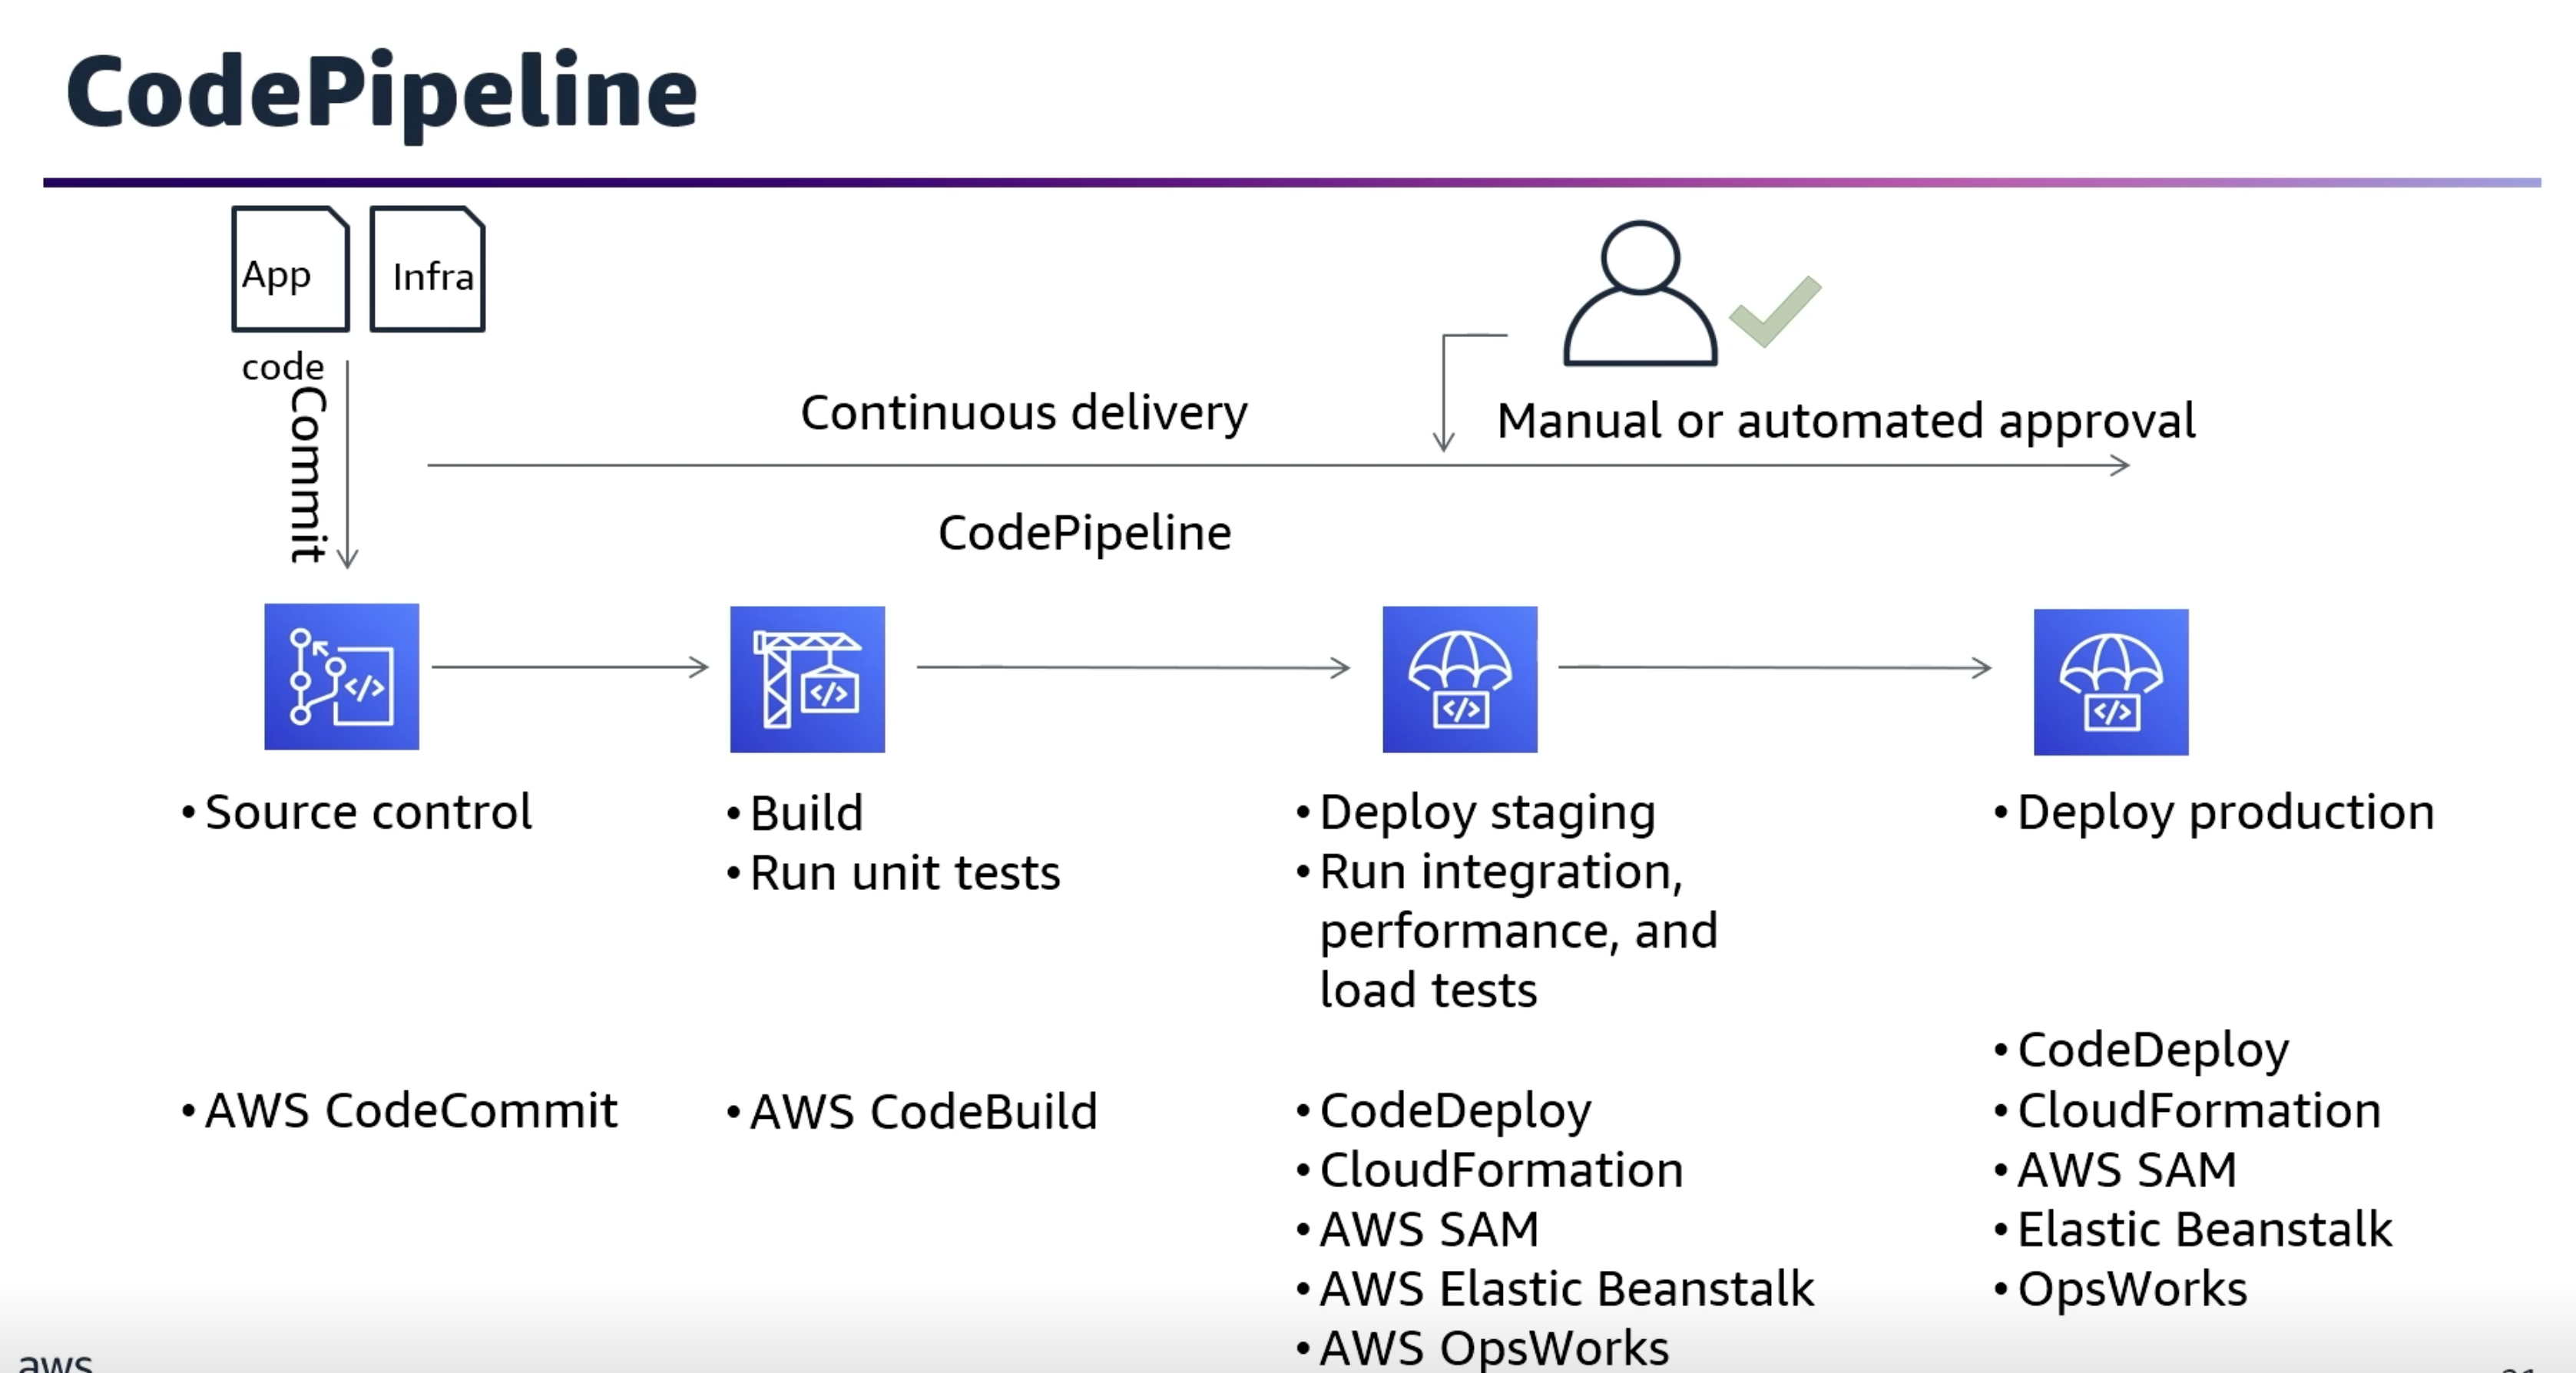 CodePipeline
App
Infra
code
Commit
Continuous delivery
Manual or automated approval
CodePipeline
• Source control
• AWS CodeCommit
• Build
• Run unit tests
• AWS CodeBuild
• Deploy staging
• Run integration,
performance, and
load tests
• CodeDeploy
• CloudFormation
• AWS SAM
• AWS Elastic Beanstalk
• AWS OpsWorks
• Deploy production
• CodeDeploy
• CloudFormation
• AWS SAM
• Elastic Beanstalk
• OpsWorks
aws